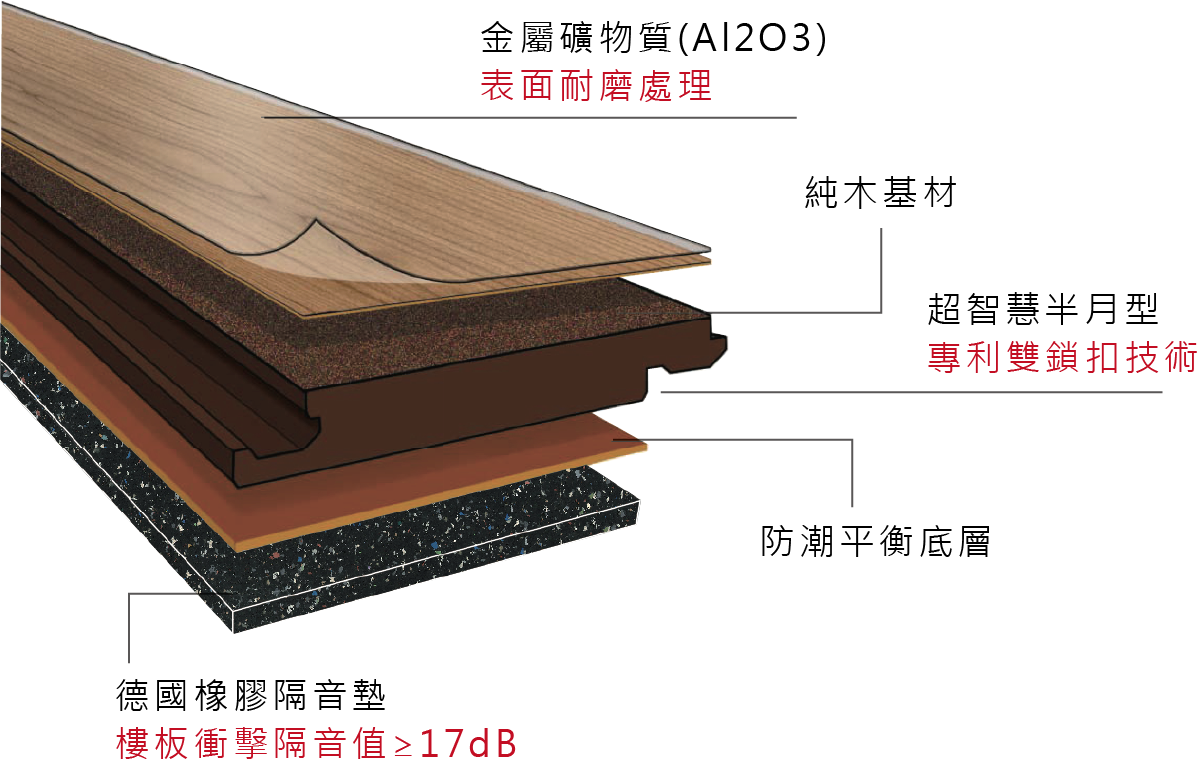 金屬礦物質(Al2O3)
表面耐磨處理
純木基材
超智慧半月型
專利雙鎖扣技術
防潮平衡底層
德國橡膠隔音墊
樓板衝擊隔音值≥17dB